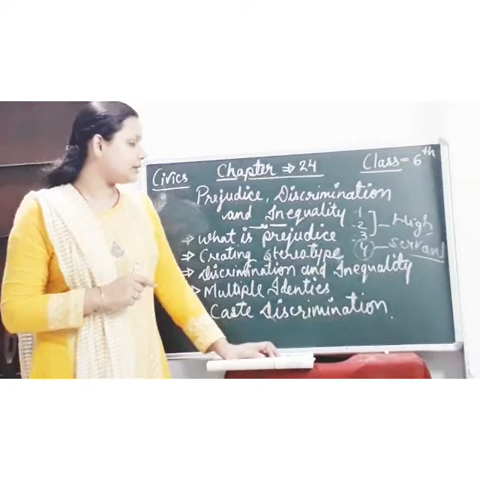 Civics Chapter ⇒ 24 Class = 6th
Prejudice, Discrimination
and Inequality
⇒ What is prejudice
⇒ Creating stereotype
⇒ Discrimination and Inequality
⇒ Multiple Identies
Caste Discrimination.
1
2 ] - High
3
4 - servant